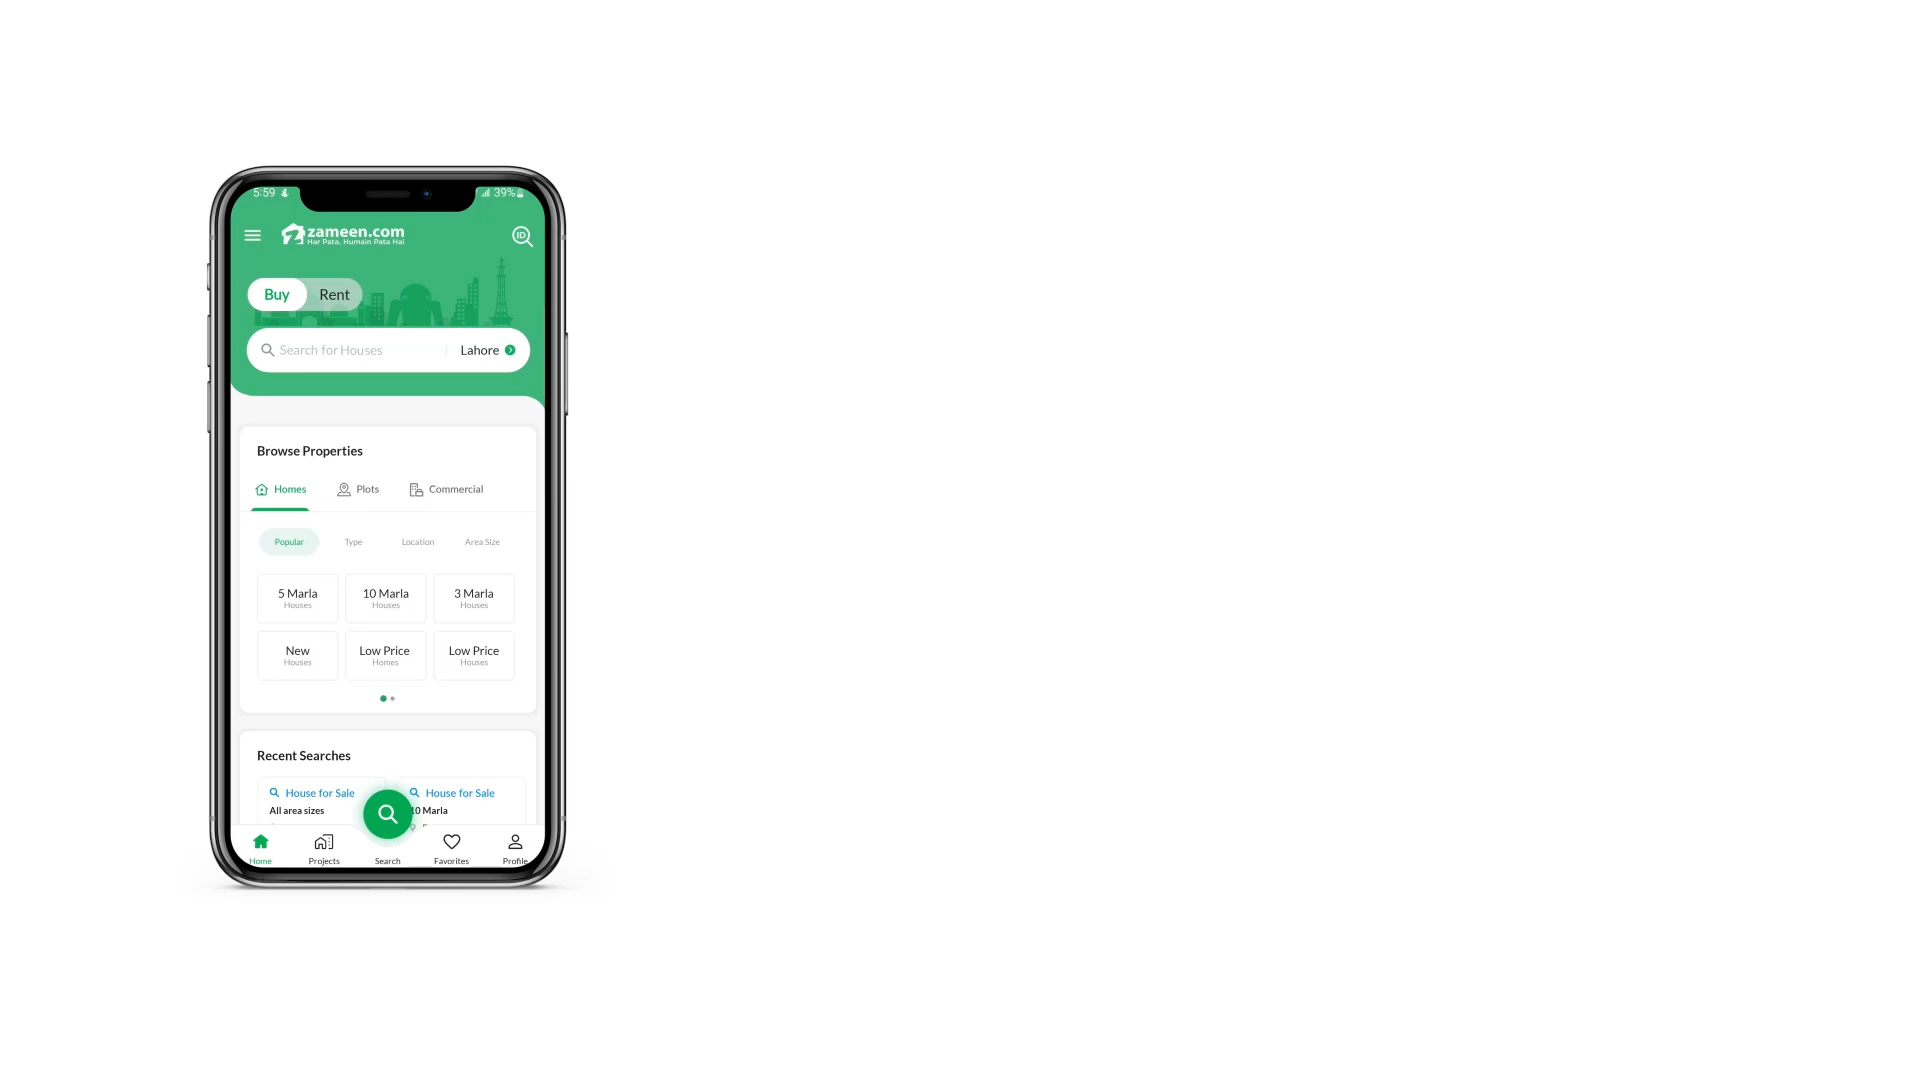 5:59
39%
zameen.com
Har Pata, Humain Pata Hai
ID
Buy Rent
Search for Houses Lahore
Browse Properties
Homes Plots Commercial
Popular Type Location Area Size
5 Marla 10 Marla 3 Marla
Houses Houses Houses
New Low Price Low Price
Houses Homes Houses
Recent Searches
House for Sale House for Sale
All area sizes 10 Marla
Home Projects Search Favorites Profile